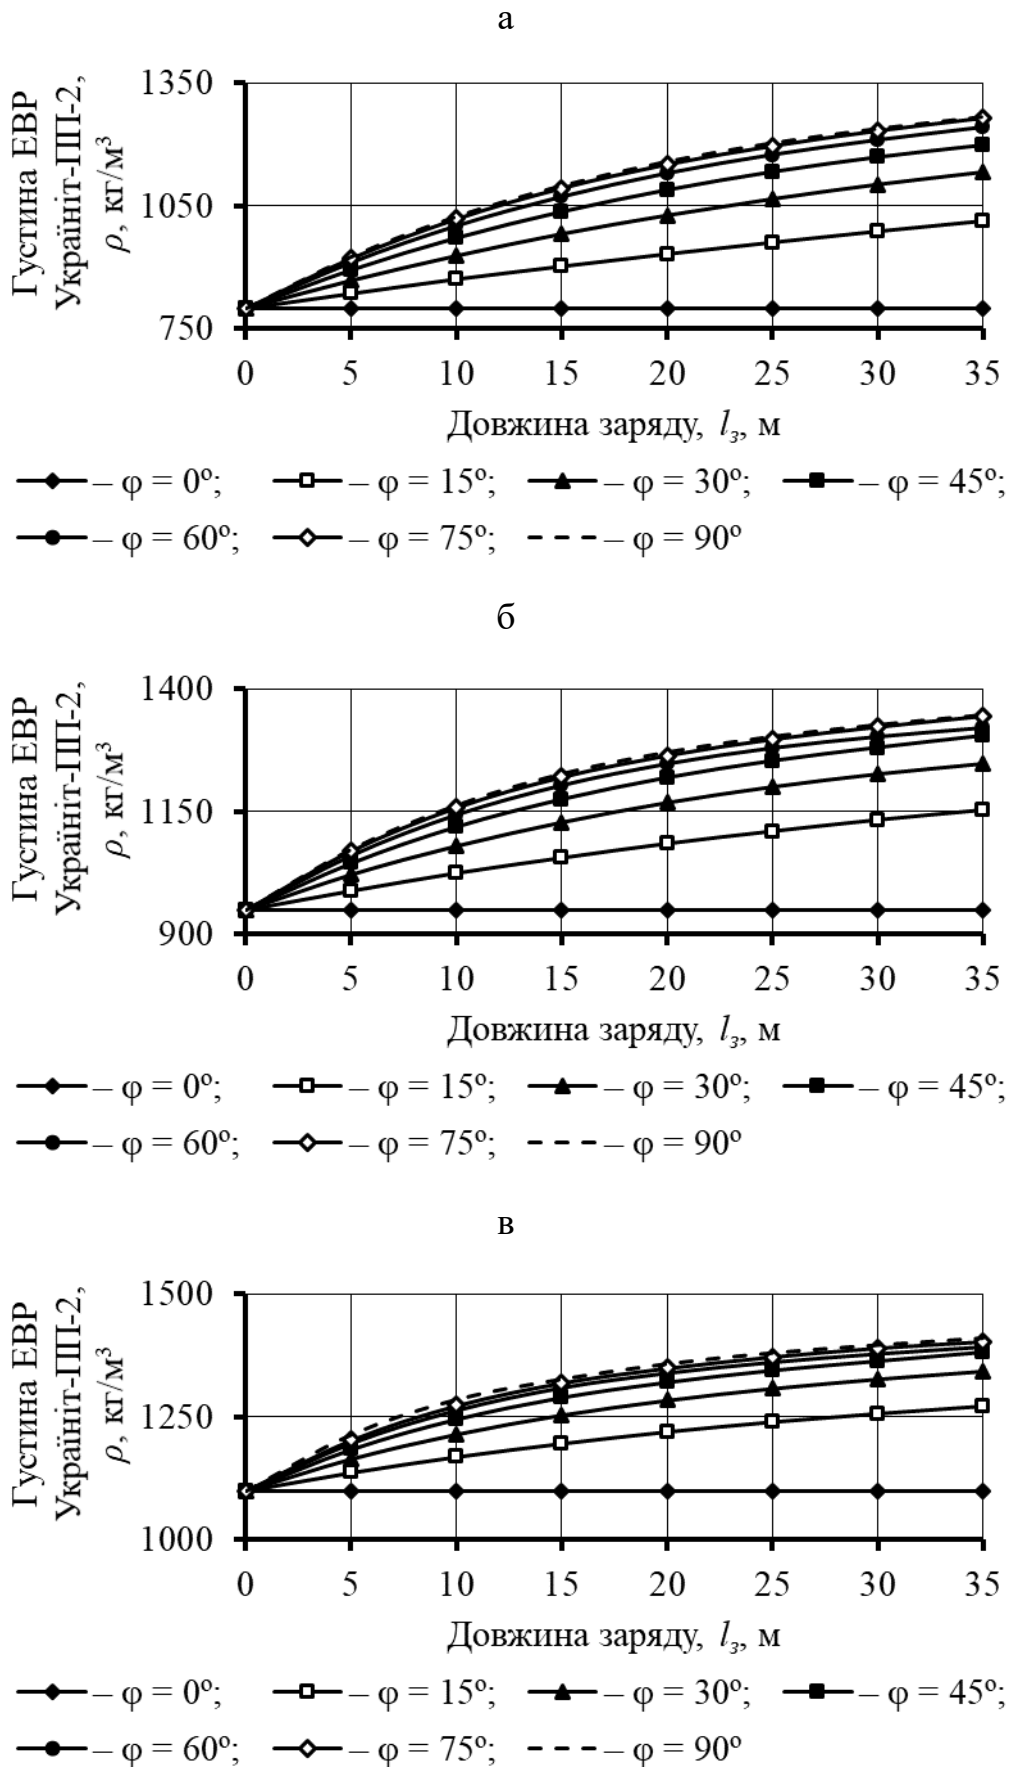 а
Густина ЕВР
Українiт-ПП-2,
ρ, кг/м³
1350
1050
750
0 5 10 15 20 25 30 35
Довжина заряду, lз, м
– φ = 0º; – φ = 15º; – φ = 30º; – φ = 45º;
– φ = 60º; – φ = 75º; – φ = 90º
б
Густина ЕВР
Українiт-ПП-2,
ρ, кг/м³
1400
1150
900
0 5 10 15 20 25 30 35
Довжина заряду, lз, м
– φ = 0º; – φ = 15º; – φ = 30º; – φ = 45º;
– φ = 60º; – φ = 75º; – φ = 90º
в
Густина ЕВР
Українiт-ПП-2,
ρ, кг/м³
1500
1250
1000
0 5 10 15 20 25 30 35
Довжина заряду, lз, м
– φ = 0º; – φ = 15º; – φ = 30º; – φ = 45º;
– φ = 60º; – φ = 75º; – φ = 90º